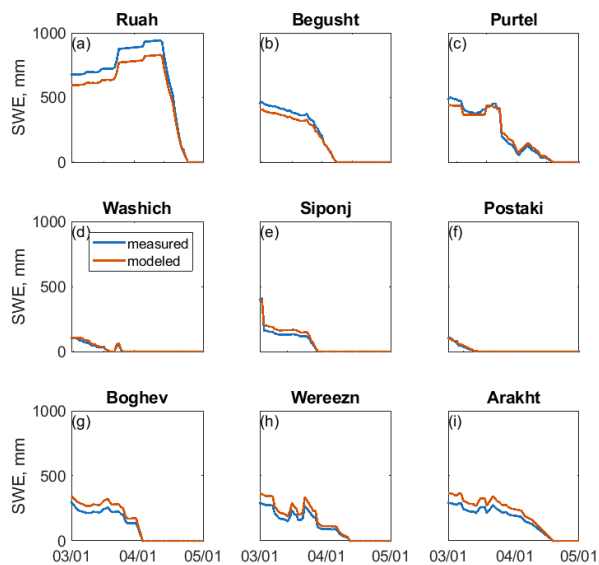 Ruah Begusht Purtel
1000
(a) (b) (c)
SWE, mm
500
0
Washich Siponj Postaki
1000
(d) (e) (f)
measured
modeled
SWE, mm
500
0
Boghev Wereezn Arakht
1000
(g) (h) (i)
SWE, mm
500
0
03/01 04/01 05/01 03/01 04/01 05/01 03/01 04/01 05/01